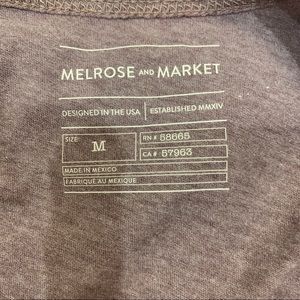 MELROSE AND MARKET
DESIGNED IN THE USA | ESTABLISHED MMXIV
SIZE:
M
RN# 58665
CA# 57963
MADE IN MEXICO
FABRIQUE AU MEXIQUE